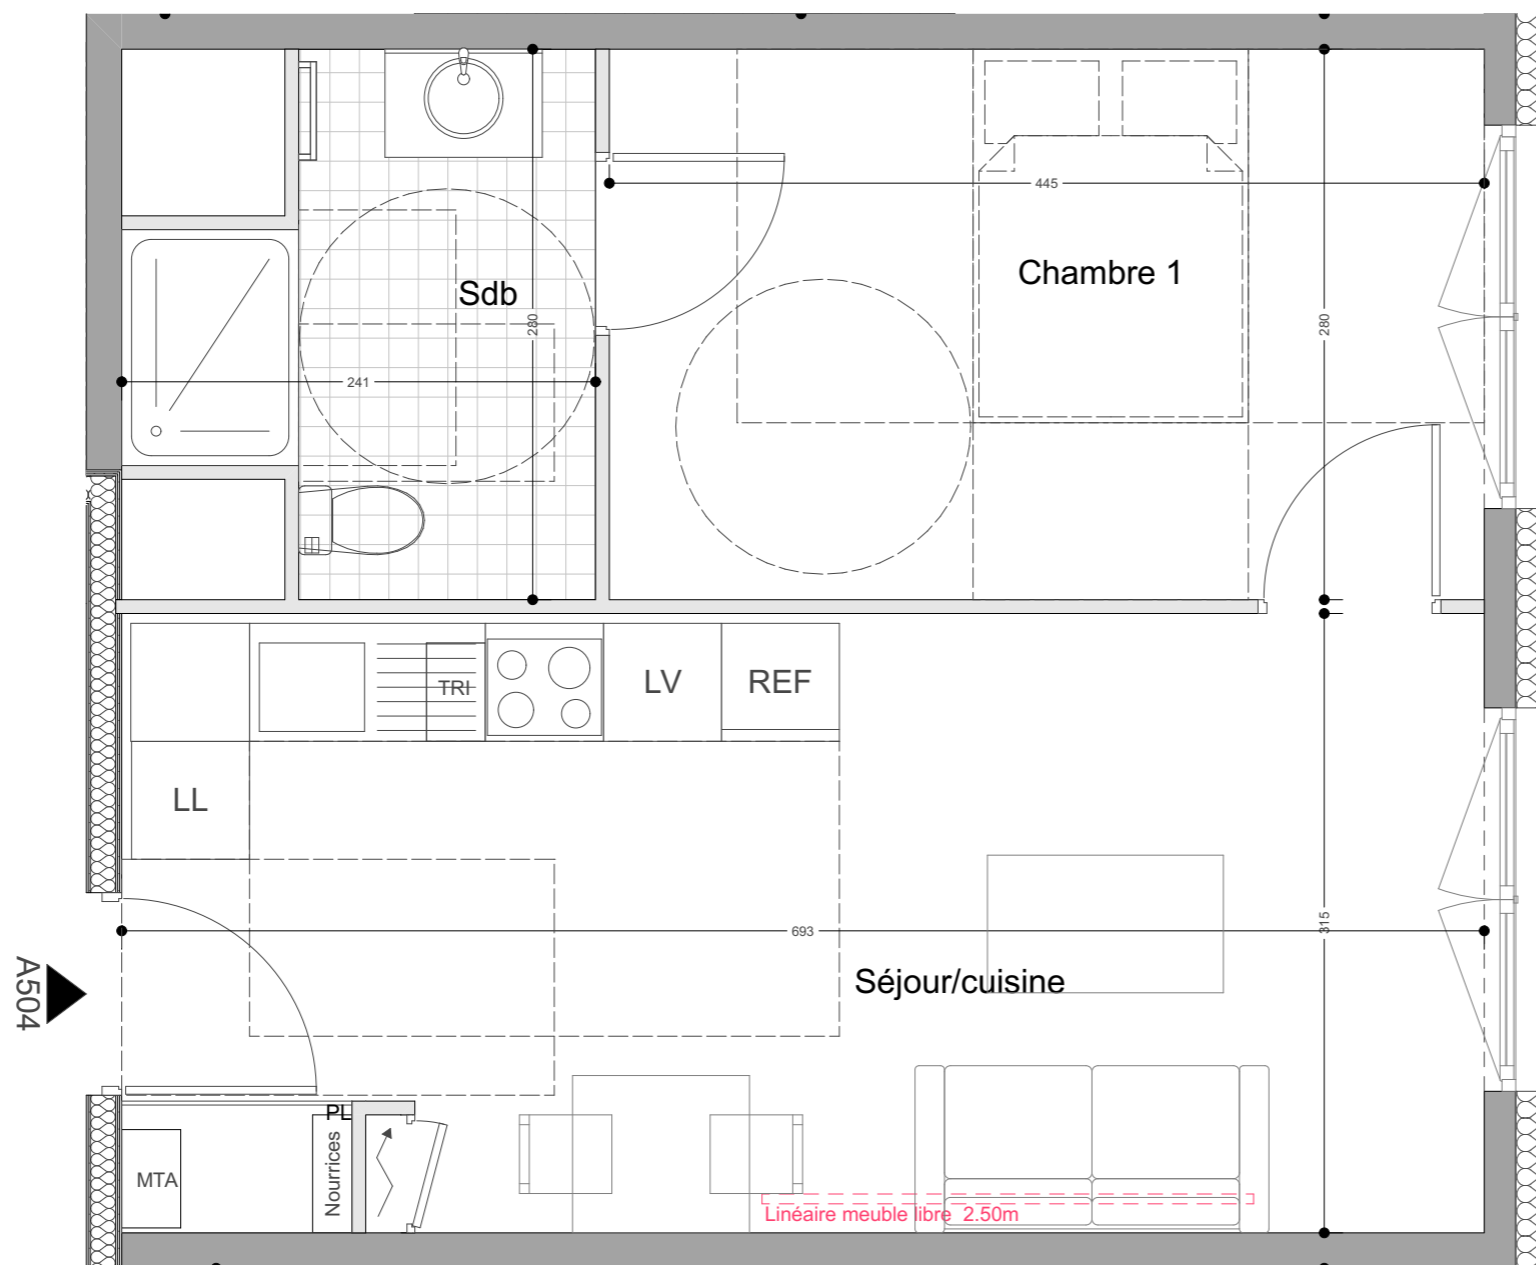 445
Chambre 1
Sdb
280
280
241
TRI
LV
REF
LL
693
315
Séjour/cuisine
A504
PL
Nourrices
MTA
Linéaire meuble libre 2.50m